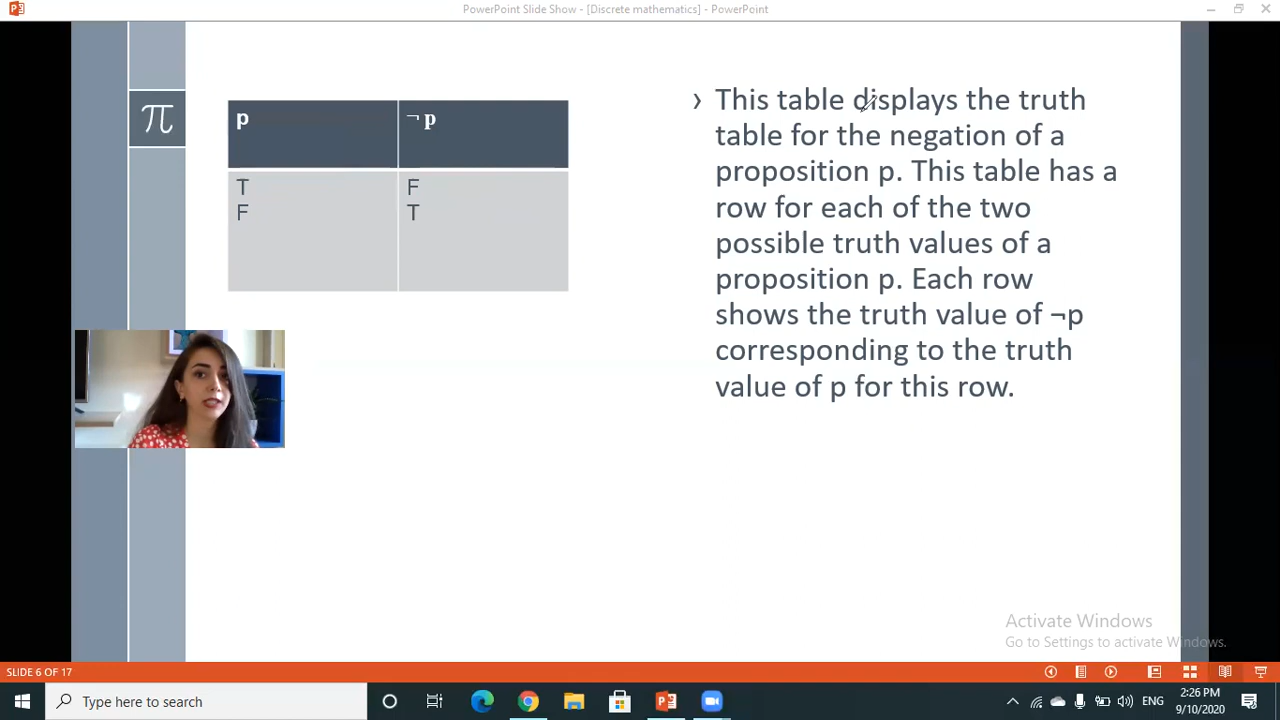 PowerPoint Slide Show - [Discrete mathematics] - PowerPoint
π
p ¬ p
T F
F T
› This table displays the truth
table for the negation of a
proposition p. This table has a
row for each of the two
possible truth values of a
proposition p. Each row
shows the truth value of ¬p
corresponding to the truth
value of p for this row.
Activate Windows
Go to Settings to activate Windows.
SLIDE 6 OF 17
Type here to search
ENG
2:26 PM
9/10/2020